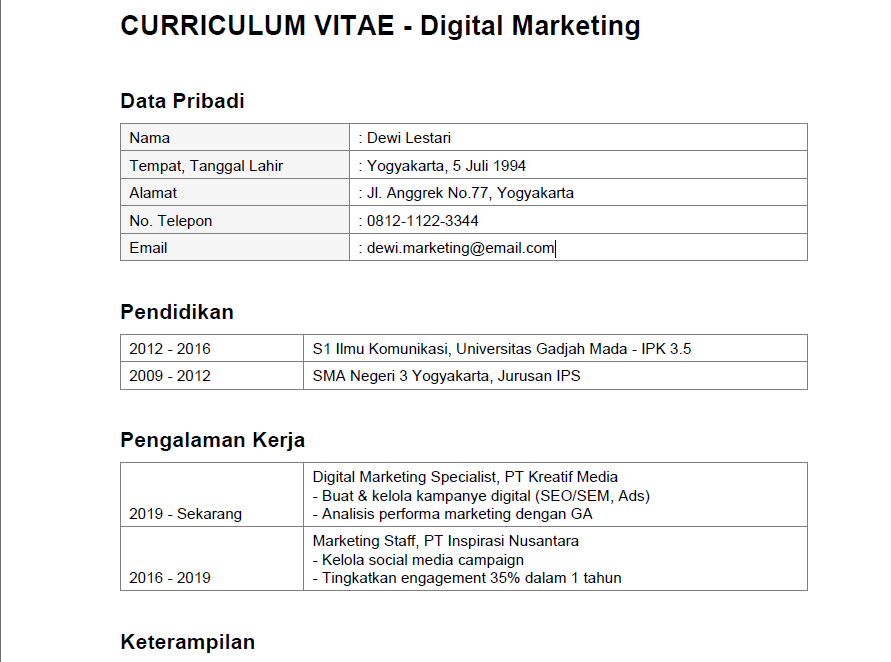 CURRICULUM VITAE - Digital Marketing
Data Pribadi
Nama : Dewi Lestari
Tempat, Tanggal Lahir : Yogyakarta, 5 Juli 1994
Alamat : Jl. Anggrek No.77, Yogyakarta
No. Telepon : 0812-1122-3344
Email : dewi.marketing@email.com
Pendidikan
2012 - 2016 S1 Ilmu Komunikasi, Universitas Gadjah Mada - IPK 3.5
2009 - 2012 SMA Negeri 3 Yogyakarta, Jurusan IPS
Pengalaman Kerja
Digital Marketing Specialist, PT Kreatif Media
- Buat & kelola kampanye digital (SEO/SEM, Ads)
2019 - Sekarang - Analisis performa marketing dengan GA
Marketing Staff, PT Inspirasi Nusantara
- Kelola social media campaign
2016 - 2019 - Tingkatkan engagement 35% dalam 1 tahun
Keterampilan